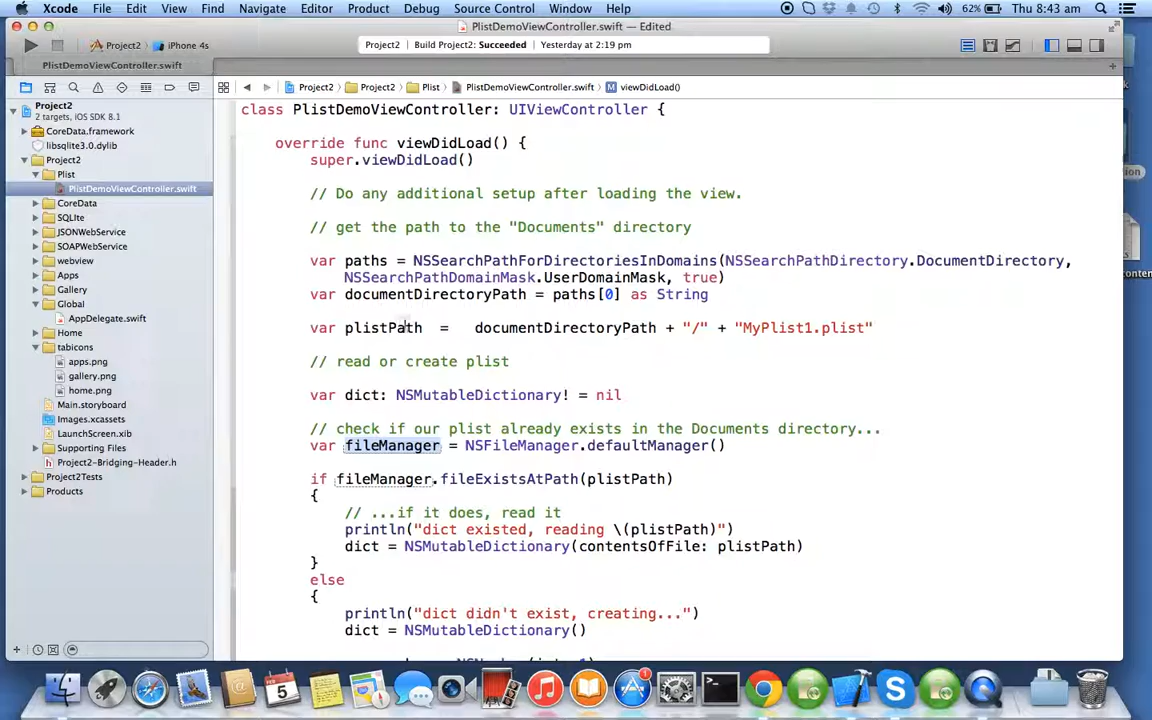 Xcode File Edit View Find Navigate Editor Product Debug Source Control Window Help 62% Thu 8:43 am
PlistDemoViewController.swift — Edited
Project2 iPhone 4s Project2 Build Project2: Succeeded Yesterday at 2:19 pm
PlistDemoViewController.swift
Project2 Project2 Plist PlistDemoViewController.swift M viewDidLoad()
Project2
2 targets, iOS SDK 8.1
CoreData.framework
libsqlite3.0.dylib
Project2
Plist
PlistDemoViewController.swift
CoreData
SQLIte
JSONWebService
SOAPWebService
webview
Apps
Gallery
Global
AppDelegate.swift
Home
tabicons
apps.png
gallery.png
home.png
Main.storyboard
Images.xcassets
LaunchScreen.xib
Supporting Files
Project2-Bridging-Header.h
Project2Tests
Products
class PlistDemoViewController: UIViewController {
override func viewDidLoad() {
super.viewDidLoad()
// Do any additional setup after loading the view.
// get the path to the "Documents" directory
var paths = NSSearchPathForDirectoriesInDomains(NSSearchPathDirectory.DocumentDirectory,
NSSearchPathDomainMask.UserDomainMask, true)
var documentDirectoryPath = paths[0] as String
var plistPath = documentDirectoryPath + "/" + "MyPlist1.plist"
// read or create plist
var dict: NSMutableDictionary! = nil
// check if our plist already exists in the Documents directory...
var fileManager = NSFileManager.defaultManager()
if fileManager.fileExistsAtPath(plistPath)
{
// ...if it does, read it
println("dict existed, reading \(plistPath)")
dict = NSMutableDictionary(contentsOfFile: plistPath)
}
else
{
println("dict didn't exist, creating...")
dict = NSMutableDictionary()
FEB
5